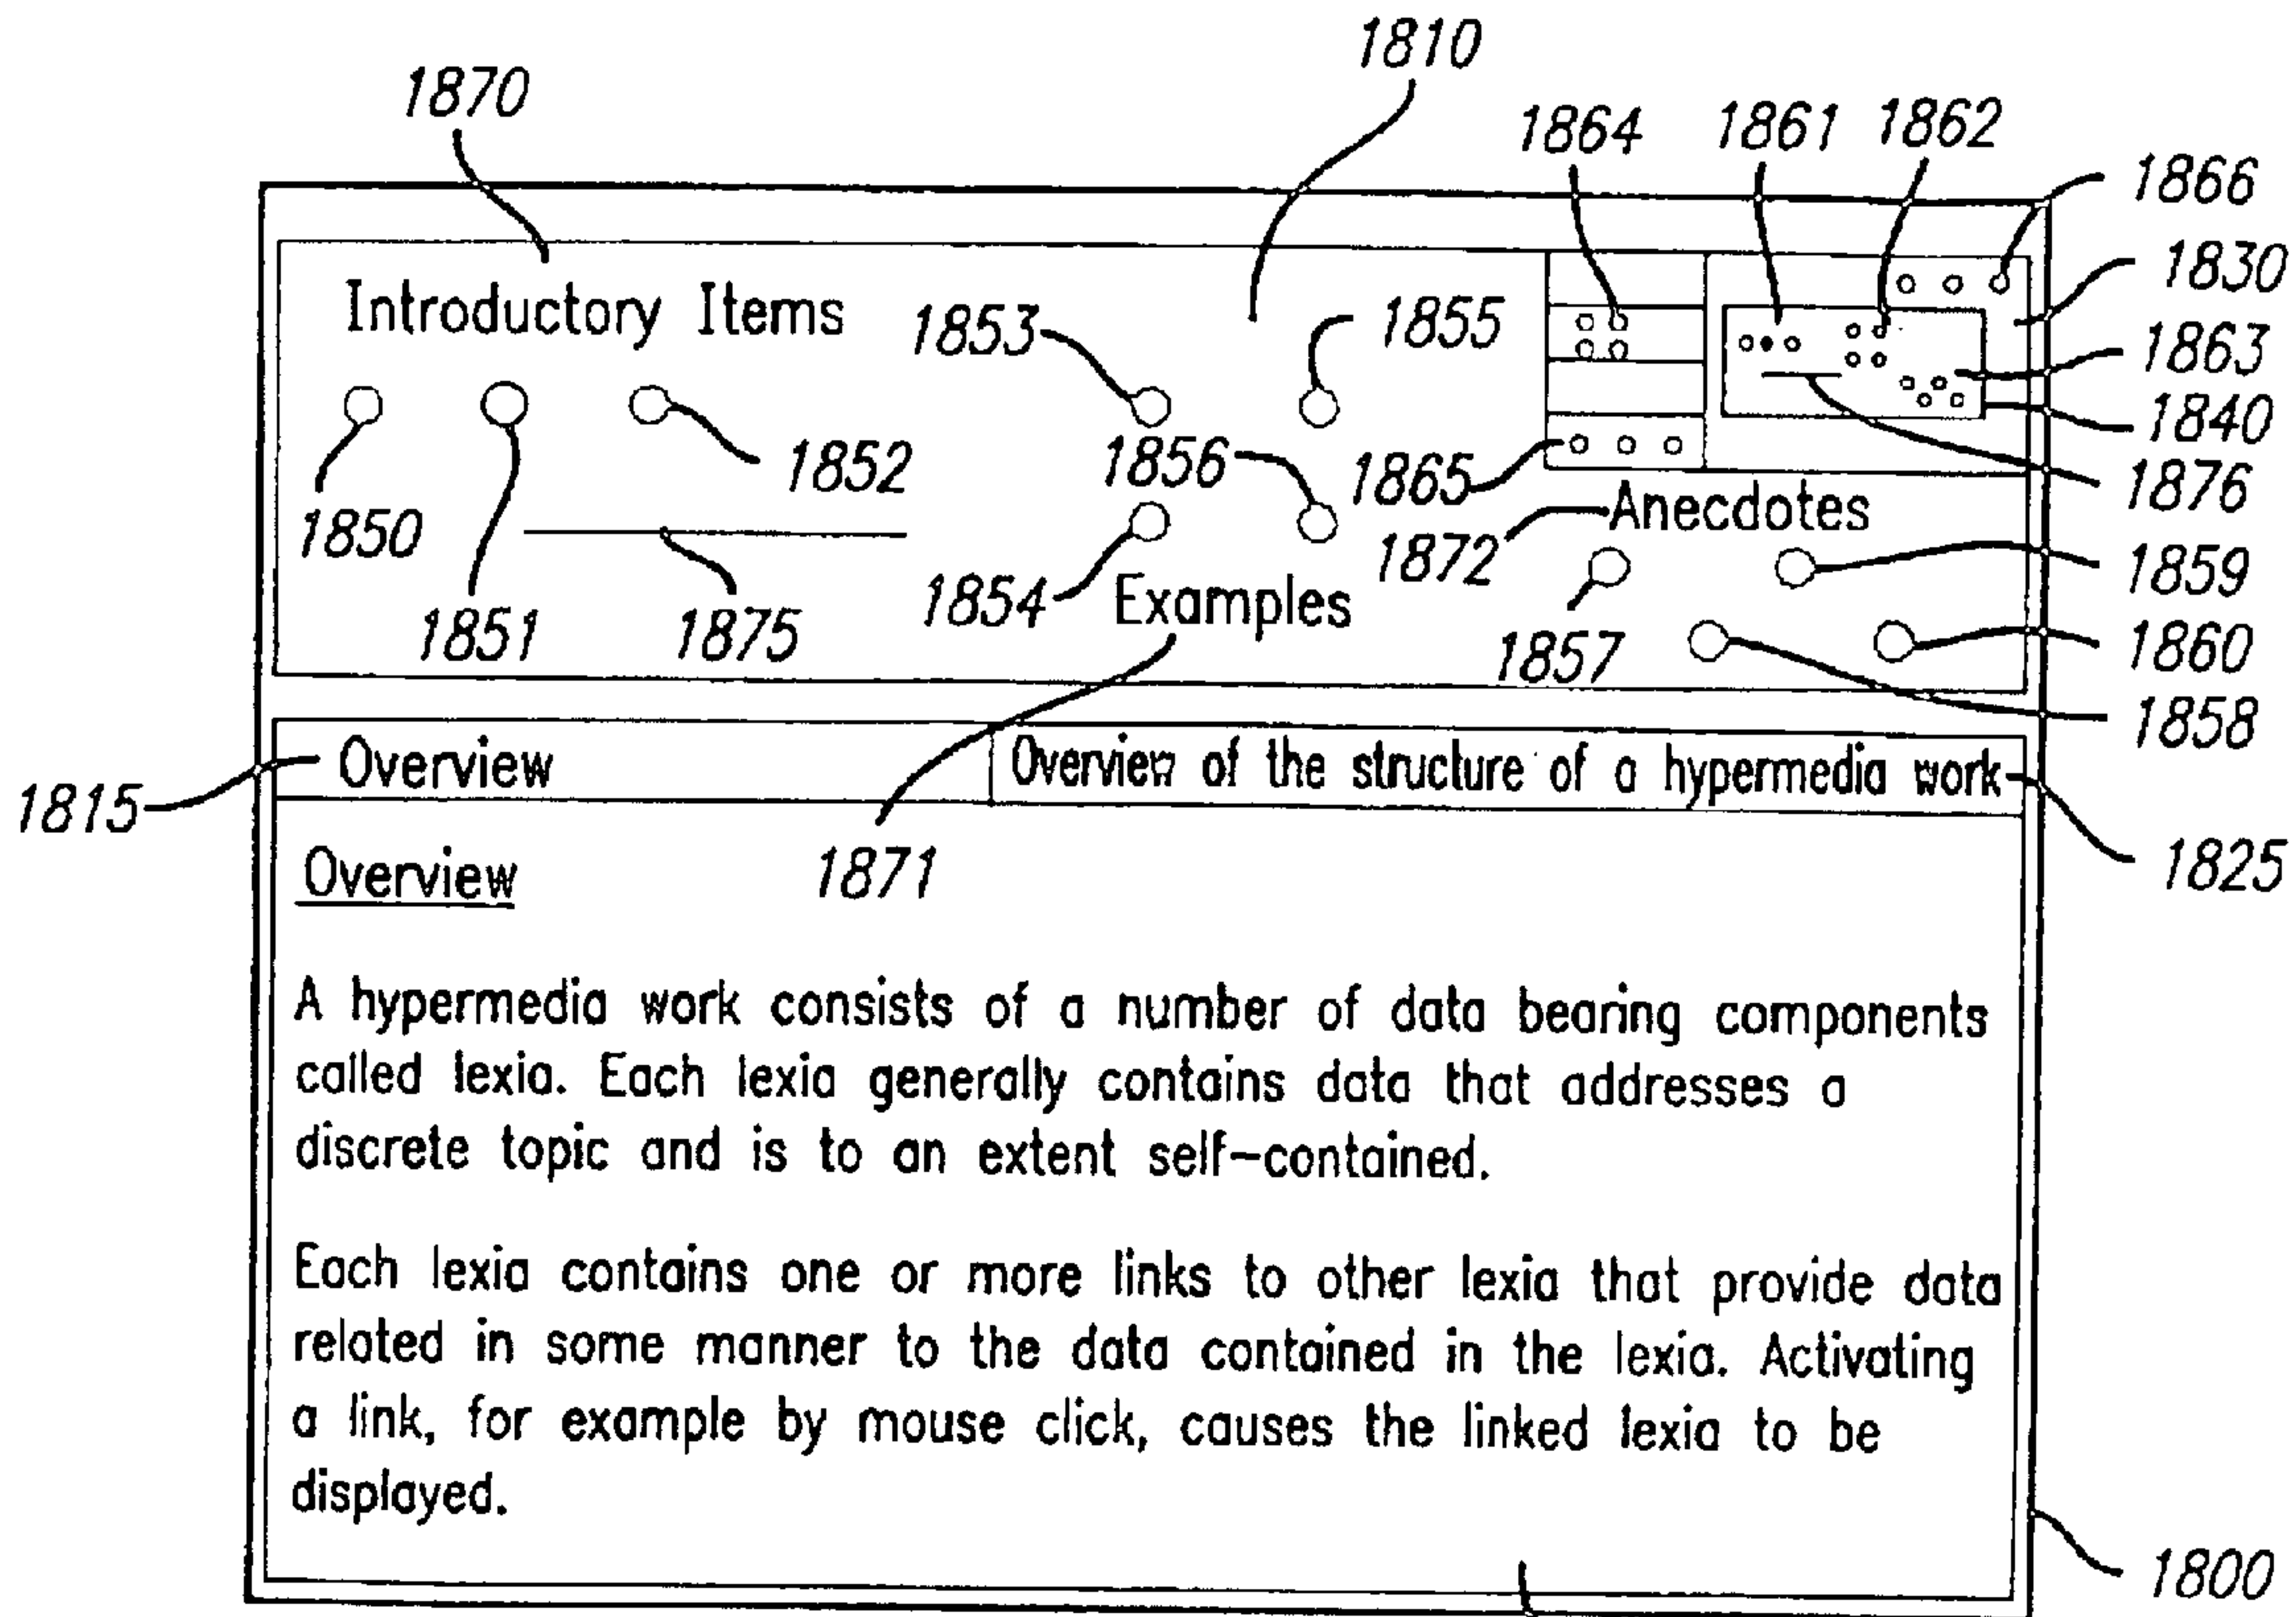 1870
1810
1864 1861 1862
1866
1830
Introductory Items
1853
1855
1863
1840
1852
1856
1865
1876
1850
1872
Anecdotes
1859
1851
1875
1854
Examples
1857
1860
1858
1815
Overview
Overview of the structure of a hypermedia work
1871
1825
Overview
A hypermedia work consists of a number of data bearing components
called lexia. Each lexia generally contains data that addresses a
discrete topic and is to an extent self-contained.
Each lexia contains one or more links to other lexia that provide data
related in some manner to the data contained in the lexia. Activating
a link, for example by mouse click, causes the linked lexia to be
displayed.
1800